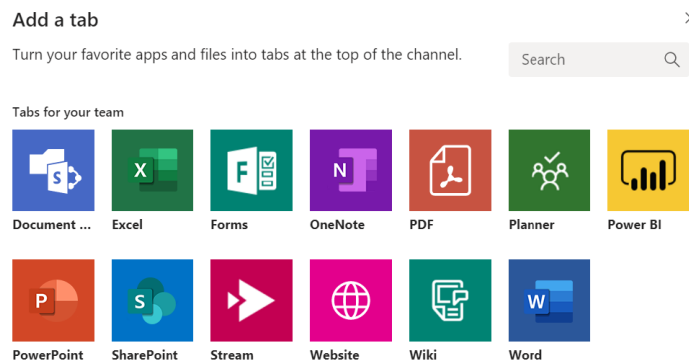 Add a tab
Turn your favorite apps and files into tabs at the top of the channel.
Search
Tabs for your team
S X F N
Document ... Excel Forms OneNote PDF Planner Power BI
P S W
PowerPoint SharePoint Stream Website Wiki Word